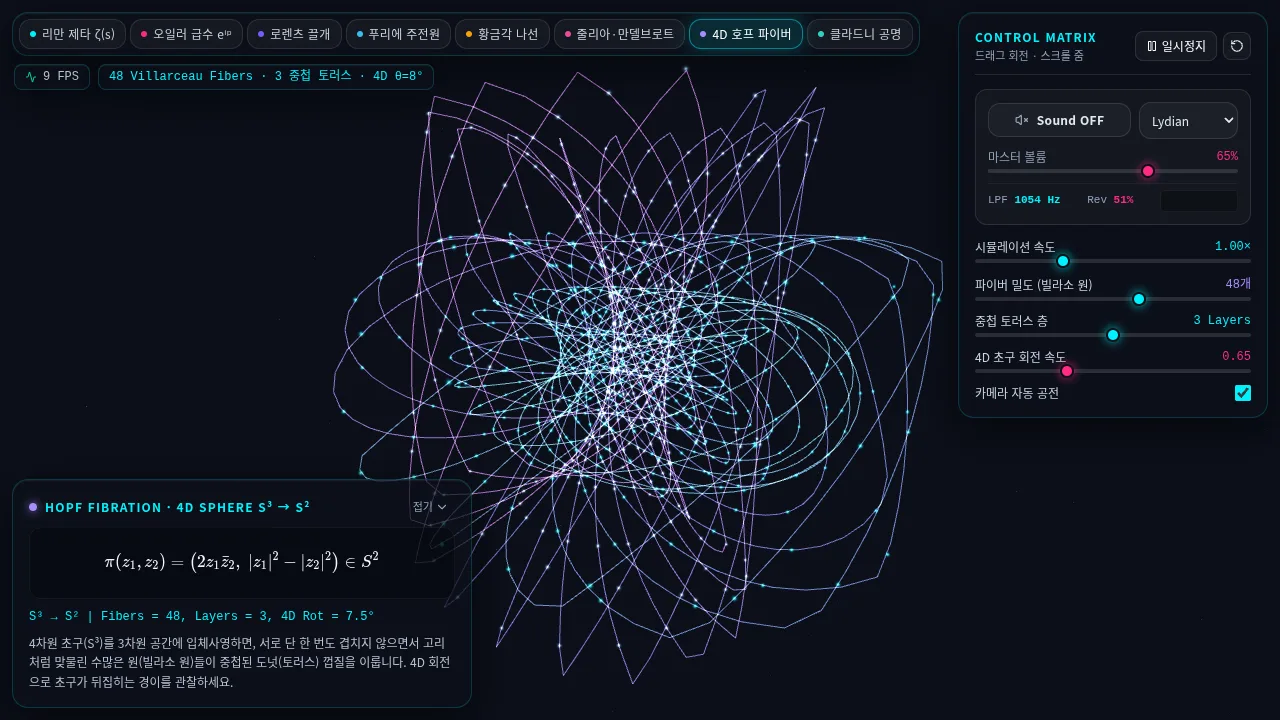 리만 제타 ζ(s)
오일러 급수 eⁱᵖ
로렌츠 끌개
푸리에 주전원
황금각 나선
줄리아·만델브로트
4D 호프 파이버
클라드니 공명
9 FPS
48 Villarceau Fibers · 3 중첩 토러스 · 4D θ=8°
CONTROL MATRIX
드래그 회전 · 스크롤 줌
일시정지
Sound OFF
Lydian
마스터 볼륨 65%
LPF 1054 Hz Rev 51%
시뮬레이션 속도 1.00×
파이버 밀도 (빌라소 원) 48개
중첩 토러스 층 3 Layers
4D 초구 회전 속도 0.65
카메라 자동 공전
HOPF FIBRATION · 4D SPHERE S³ → S²
접기
π(z₁, z₂) = (2z₁z̄₂, |z₁|² − |z₂|²) ∈ S²
S³ → S² | Fibers = 48, Layers = 3, 4D Rot = 7.5°
4차원 초구(S³)를 3차원 공간에 입체사영하면, 서로 단 한 번도 겹치지 않으면서 고리
처럼 맞물린 수많은 원(빌라소 원)들이 중첩된 도넛(토러스) 껍질을 이룹니다. 4D 회전
으로 초구가 뒤집히는 경이를 관찰하세요.